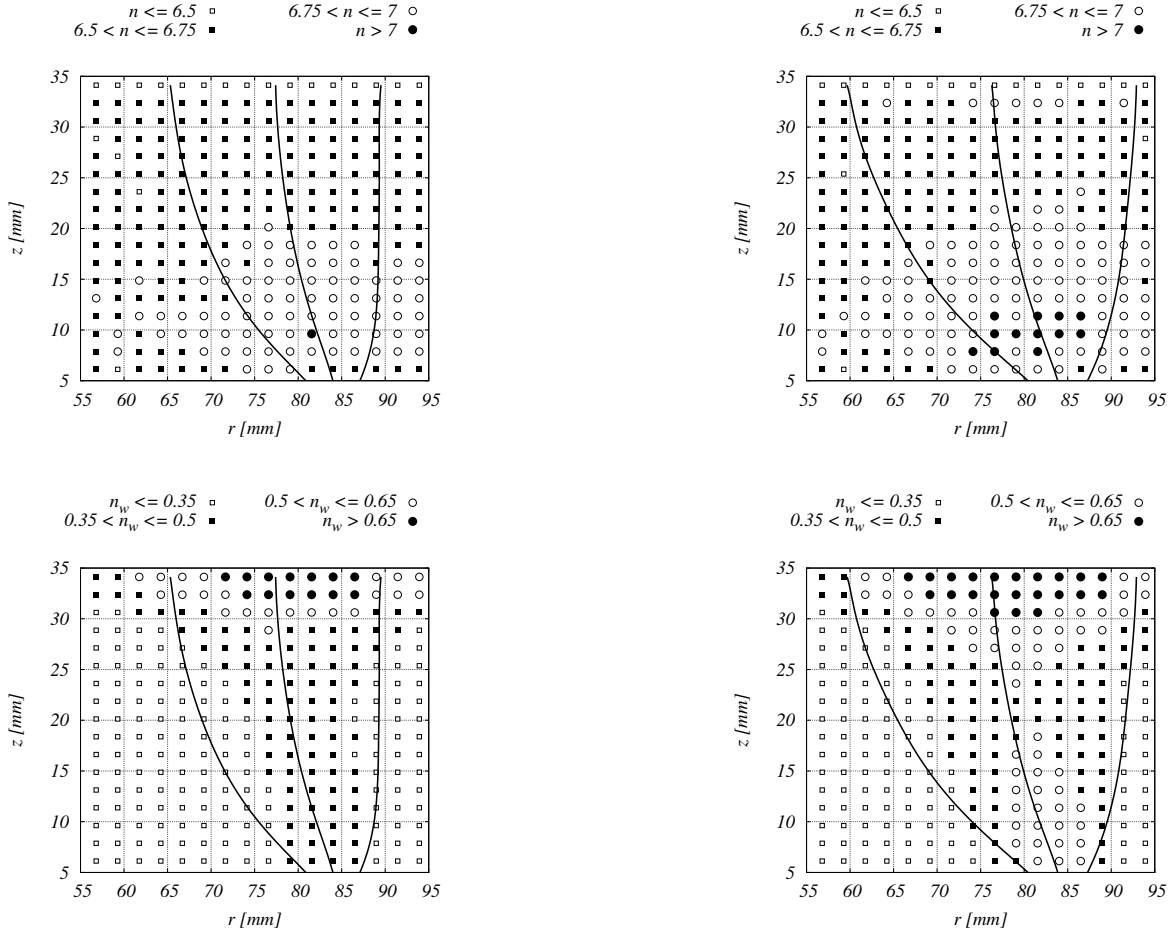 n <= 6.5 6.75 < n <= 7
6.5 < n <= 6.75 n > 7
35
30
25
20
15
10
5
z [mm]
55 60 65 70 75 80 85 90 95
r [mm]
n <= 6.5 6.75 < n <= 7
6.5 < n <= 6.75 n > 7
35
30
25
20
15
10
5
z [mm]
55 60 65 70 75 80 85 90 95
r [mm]
n_w <= 0.35 0.5 < n_w <= 0.65
0.35 < n_w <= 0.5 n_w > 0.65
35
30
25
20
15
10
5
z [mm]
55 60 65 70 75 80 85 90 95
r [mm]
n_w <= 0.35 0.5 < n_w <= 0.65
0.35 < n_w <= 0.5 n_w > 0.65
35
30
25
20
15
10
5
z [mm]
55 60 65 70 75 80 85 90 95
r [mm]